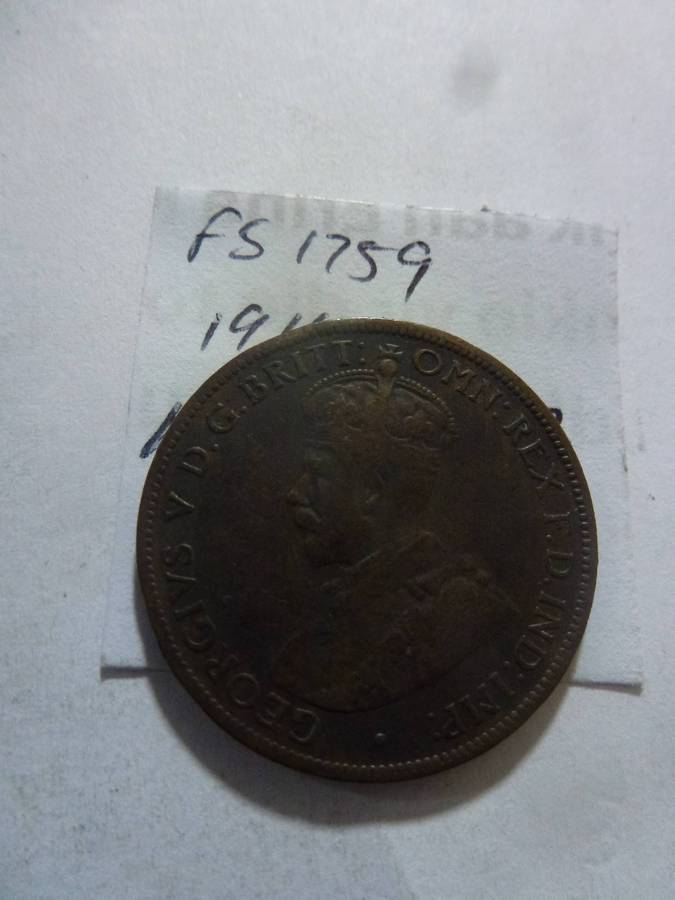 FS 1759
GEORGIVS V D.G. BRITT: OMN: REX F.D. IND: IMP: